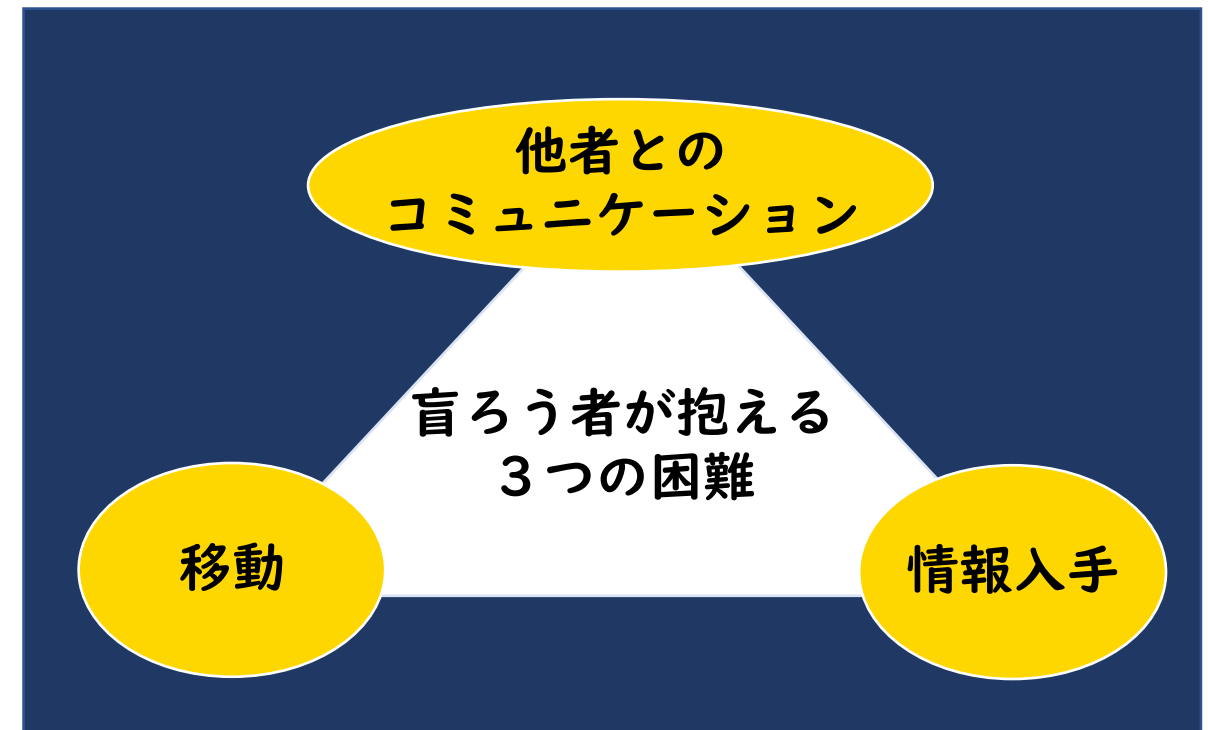 他者との
コミュニケーション
盲ろう者が抱える
３つの困難
移動
情報入手